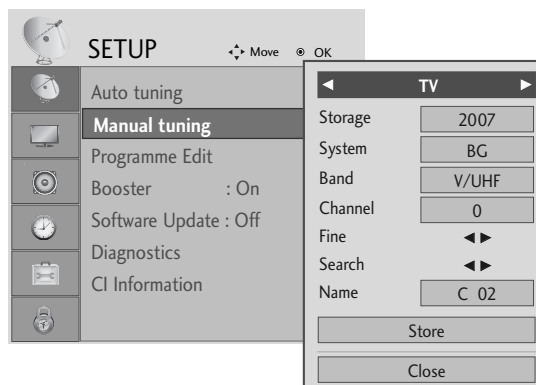 SETUP
Move OK
Auto tuning
Manual tuning
Programme Edit
Booster : On
Software Update : Off
Diagnostics
CI Information
◄ TV ►
Storage 2007
System BG
Band V/UHF
Channel 0
Fine ◄ ►
Search ◄ ►
Name C 02
Store
Close